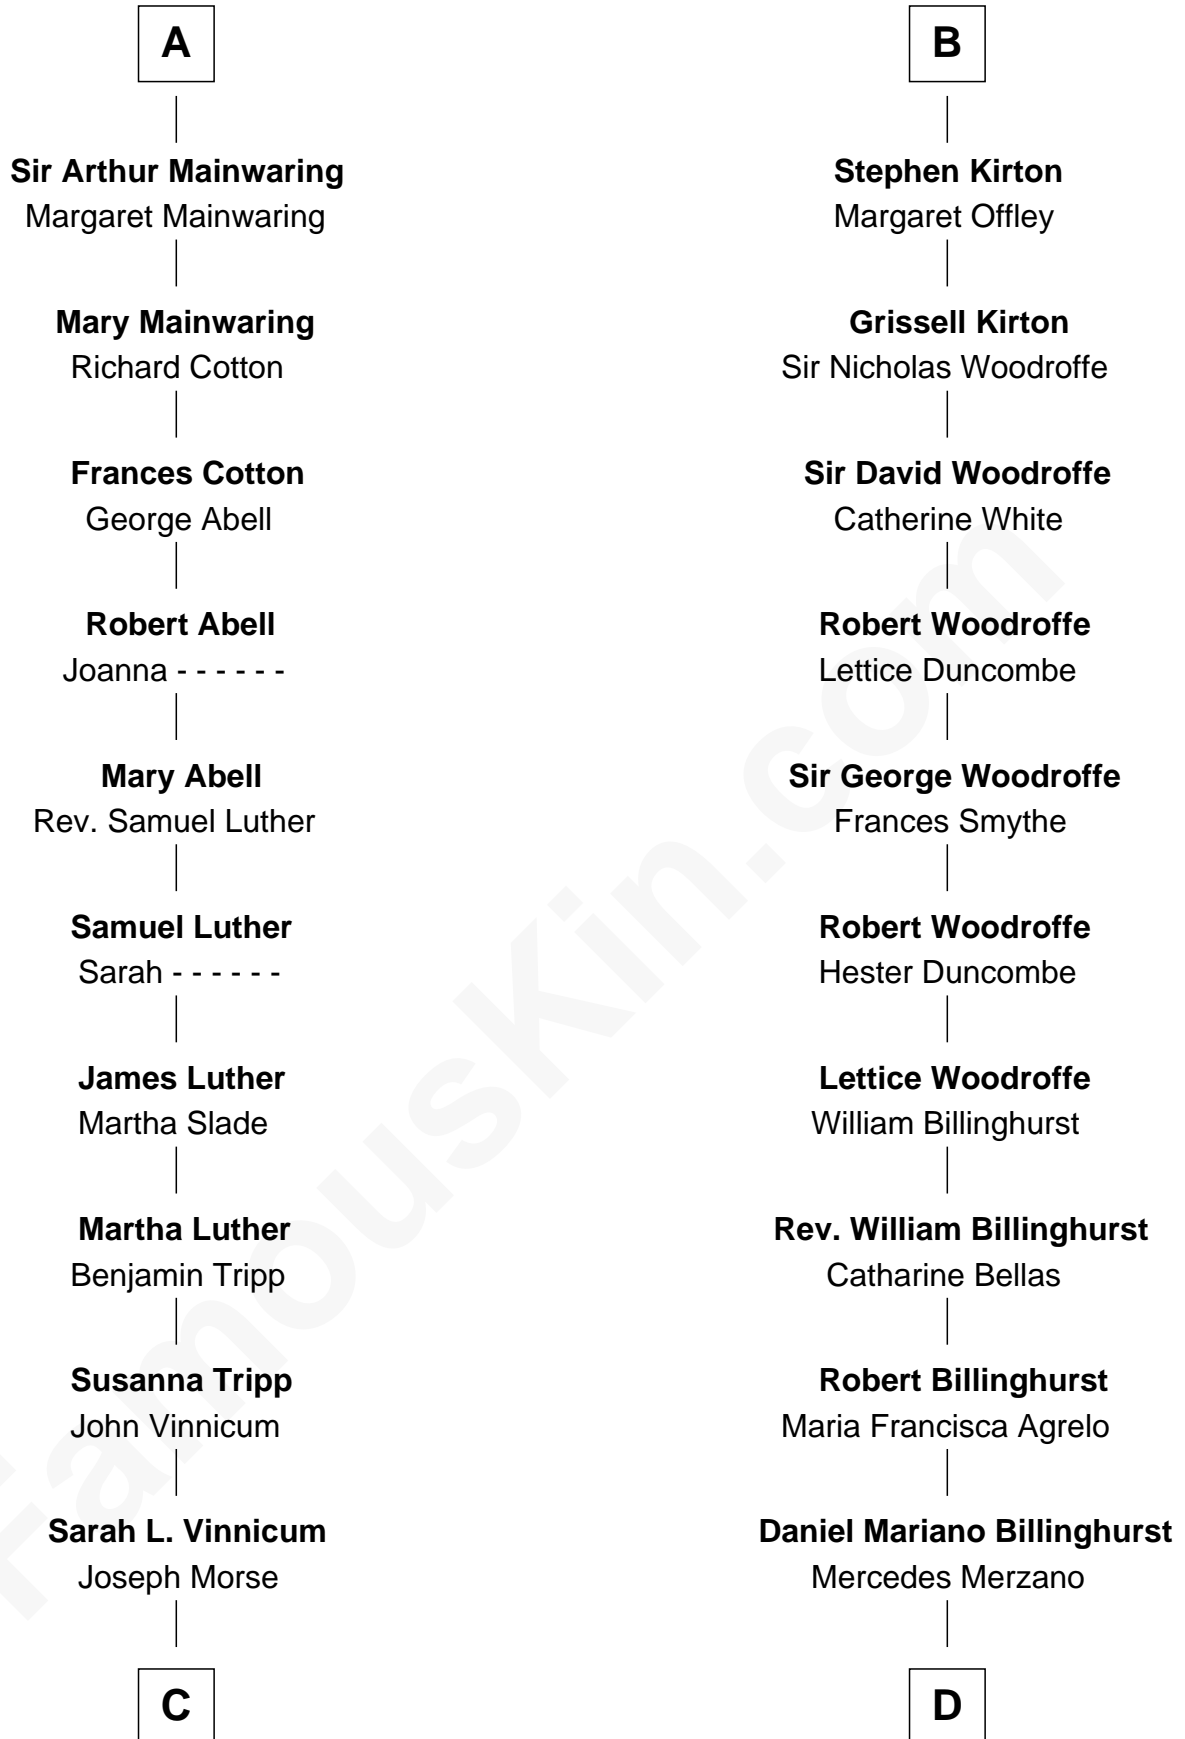 A
Sir Arthur Mainwaring
Margaret Mainwaring
Mary Mainwaring
Richard Cotton
Frances Cotton
George Abell
Robert Abell
Joanna - - - - - -
Mary Abell
Rev. Samuel Luther
Samuel Luther
Sarah - - - - - -
James Luther
Martha Slade
Martha Luther
Benjamin Tripp
Susanna Tripp
John Vinnicum
Sarah L. Vinnicum
Joseph Morse
C
B
Stephen Kirton
Margaret Offley
Grissell Kirton
Sir Nicholas Woodroffe
Sir David Woodroffe
Catherine White
Robert Woodroffe
Lettice Duncombe
Sir George Woodroffe
Frances Smythe
Robert Woodroffe
Hester Duncombe
Lettice Woodroffe
William Billinghurst
Rev. William Billinghurst
Catharine Bellas
Robert Billinghurst
Maria Francisca Agrelo
Daniel Mariano Billinghurst
Mercedes Merzano
D
FamousKin.com